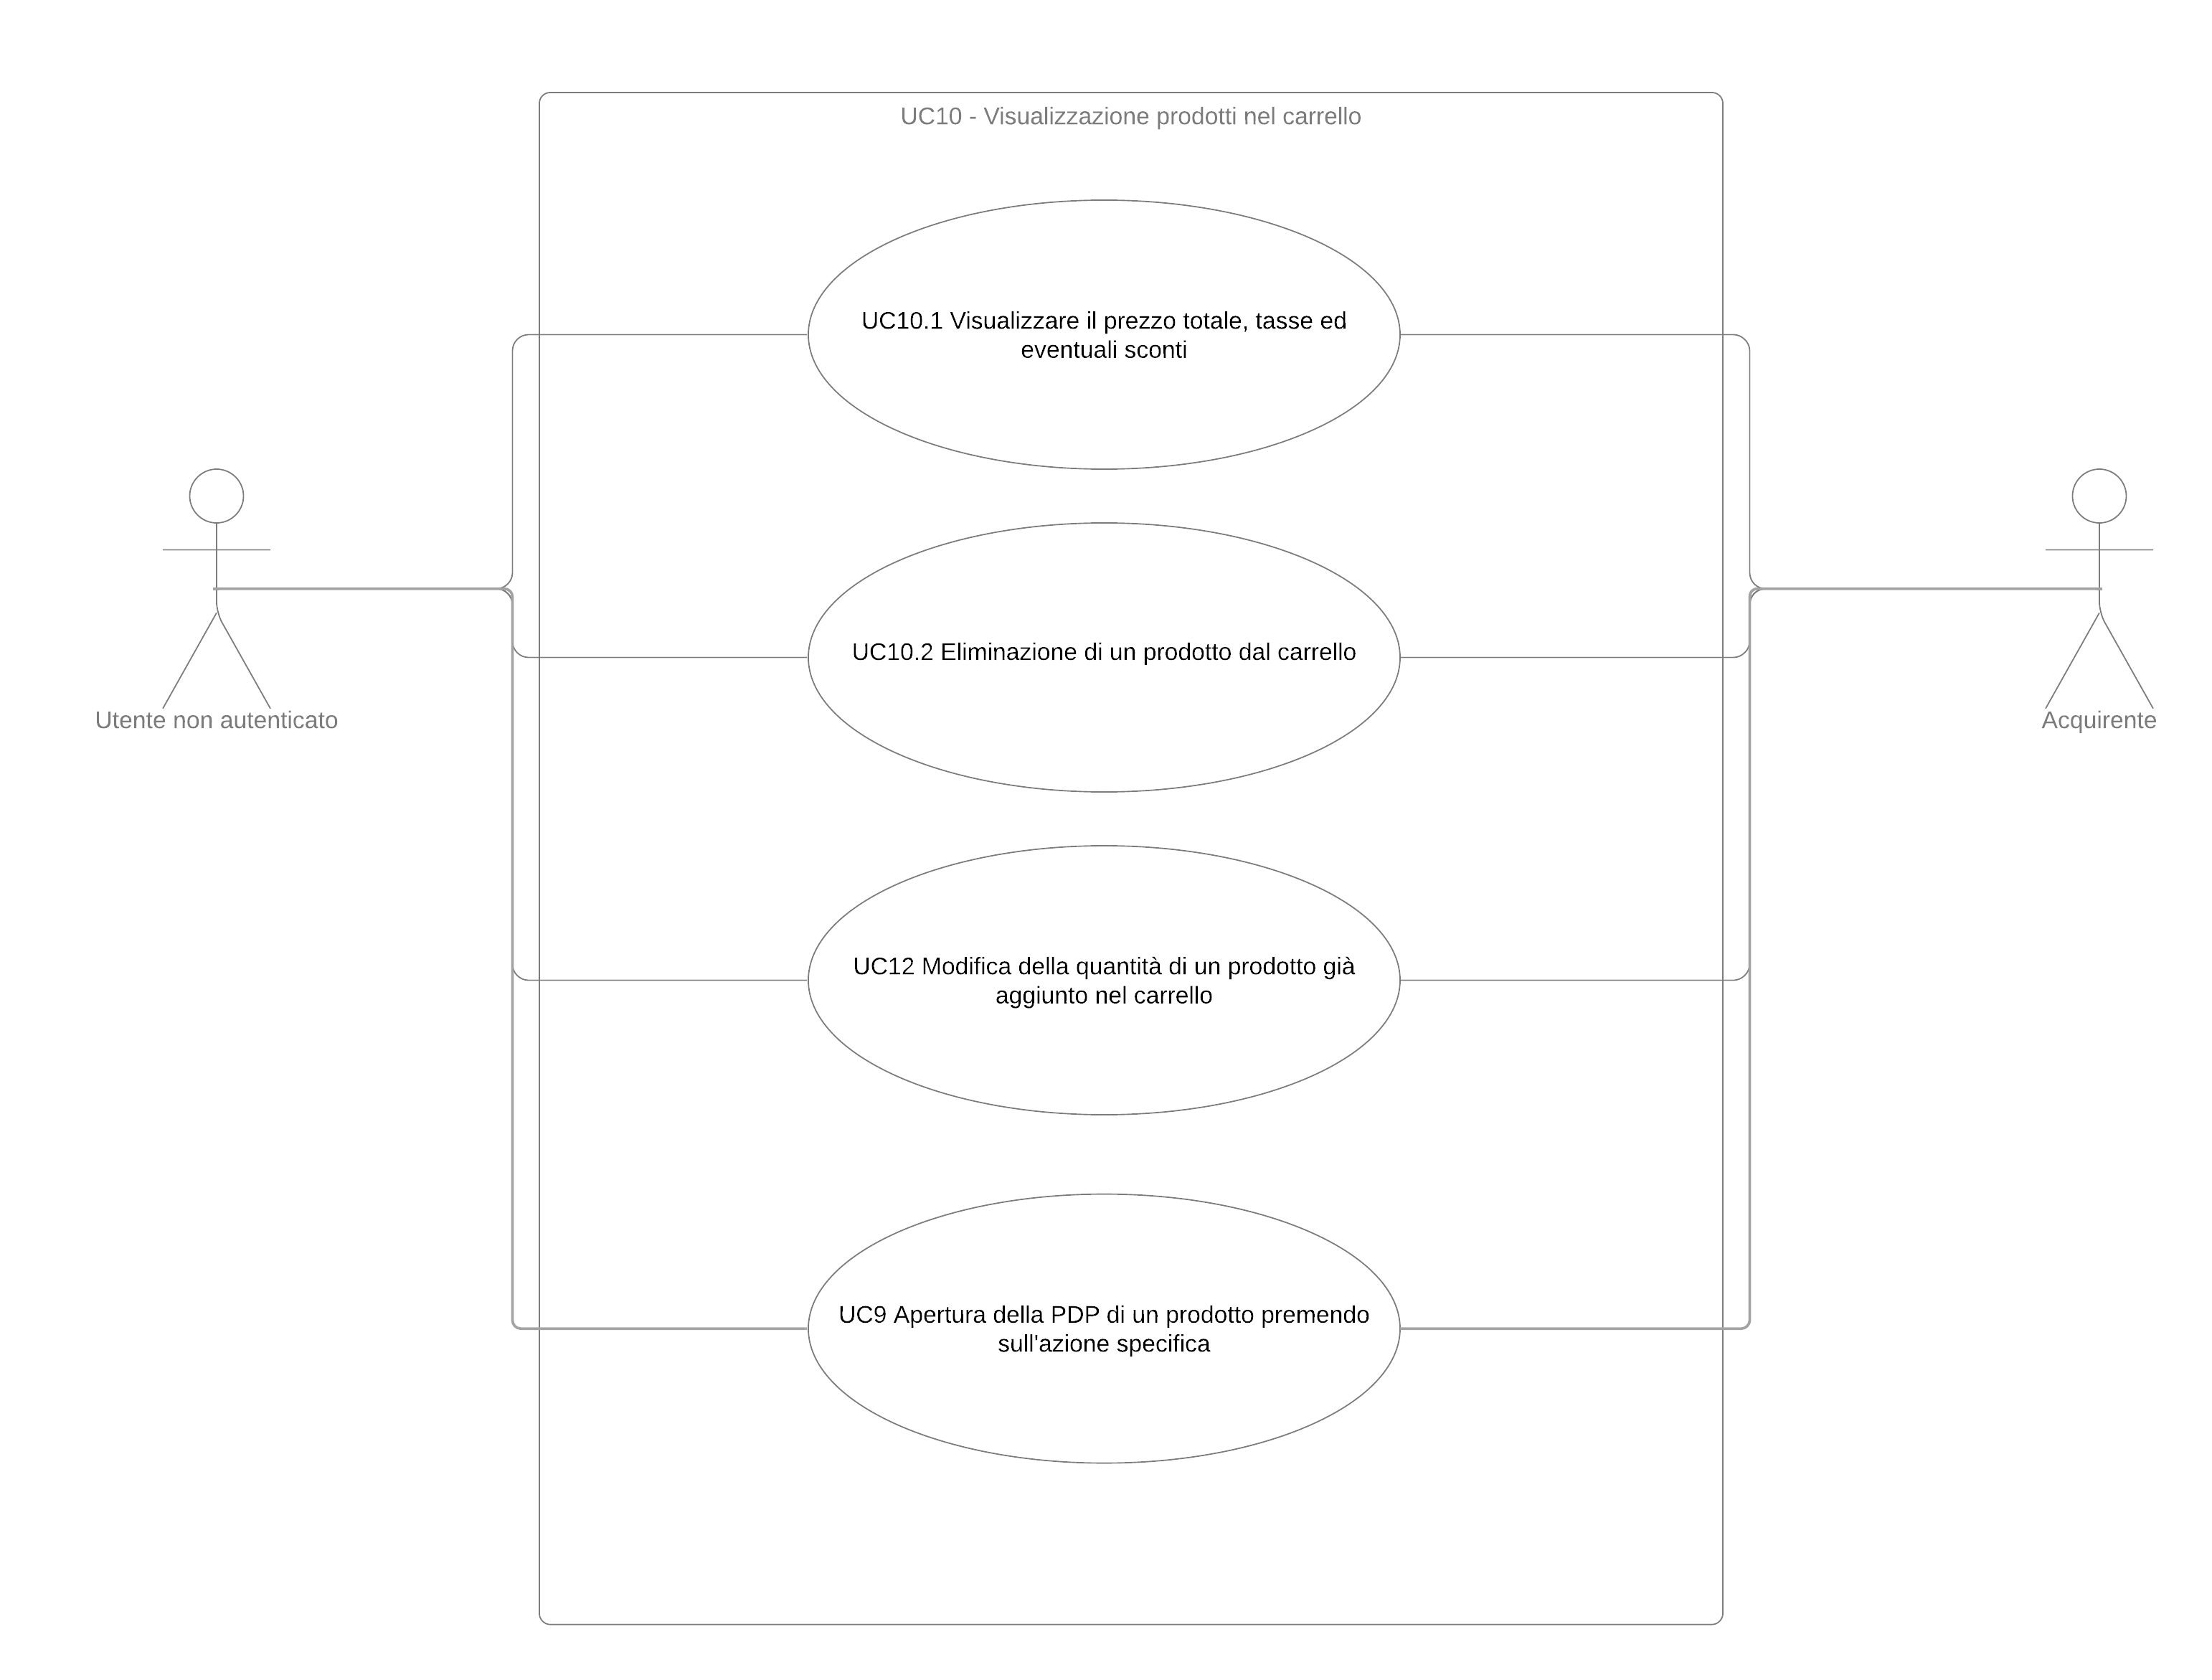 UC10 - Visualizzazione prodotti nel carrello
UC10.1 Visualizzare il prezzo totale, tasse ed
eventuali sconti
UC10.2 Eliminazione di un prodotto dal carrello
Utente non autenticato
Acquirente
UC12 Modifica della quantità di un prodotto già
aggiunto nel carrello
UC9 Apertura della PDP di un prodotto premendo
sull'azione specifica